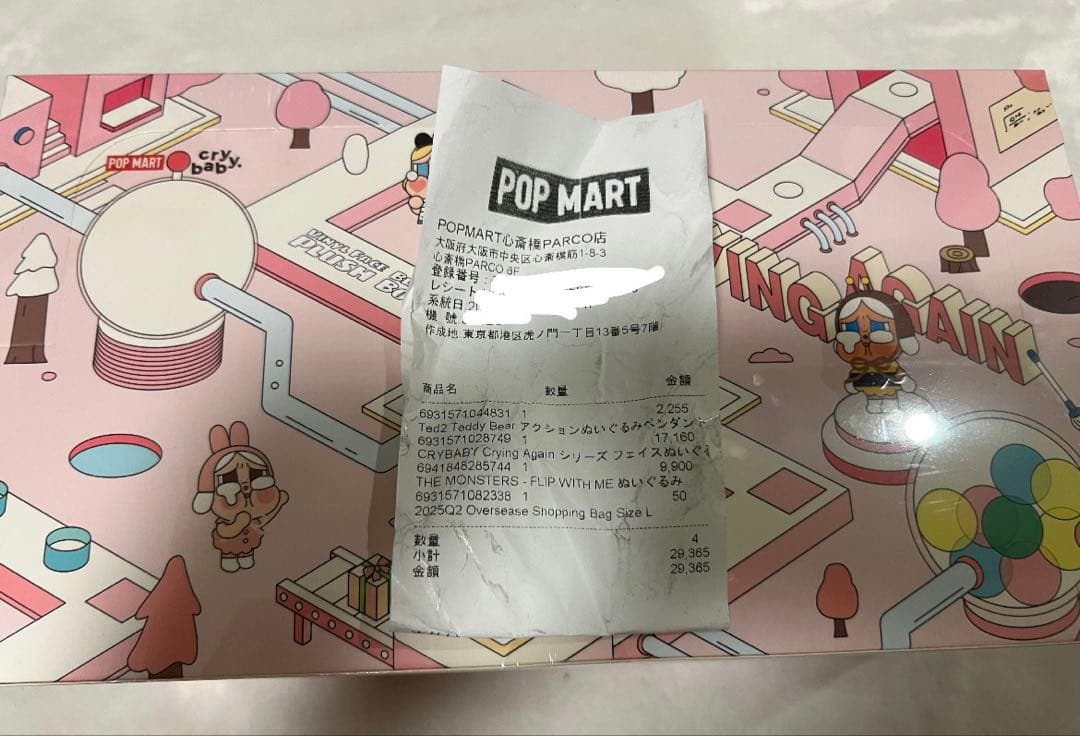 POP MART
cry baby.
VINYL FACE
PLUSH
CRYING AGAIN
POP MART
POPMART心斎橋PARCO店
大阪府大阪市中央区心斎橋筋1-8-3
心斎橋PARCO 6F
登録番号:
レシート
系統日
機 號
作成地:東京都港区虎ノ門一丁目13番5号7階
商品名 數量 金額
6931571044831 1 2,255
Ted2 Teddy Bear アクションぬいぐるみペンダント
6931571028749 1 17,160
CRYBABY Crying Again シリーズ フェイスぬいぐ
6941848285744 1 9,900
THE MONSTERS - FLIP WITH ME ぬいぐるみ
6931571082338 1 50
2025Q2 Oversease Shopping Bag Size L
數量 4
小計 29,365
金額 29,365